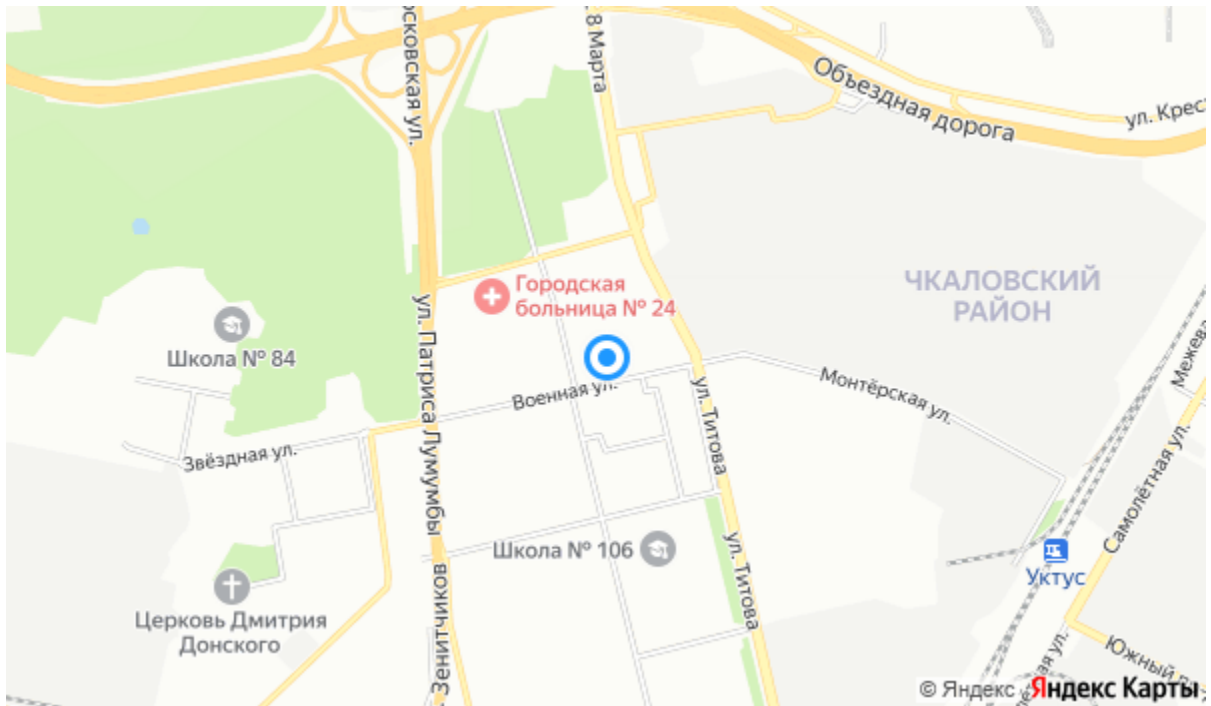 осковская ул.
8 Марта
Объездная дорога
ул. Крес
Городская
больница № 24
ЧКАЛОВСКИЙ
РАЙОН
Школа № 84
ул. Патриса Лумумбы
Военная ул.
Монтёрская ул.
Межева
ул. Титова
Звёздная ул.
Самолётная ул.
Школа № 106
ул. Титова
Уктус
Зенитчиков
Церковь Дмитрия
Донского
Южный
ая ул.
© Яндекс Яндекс Карты